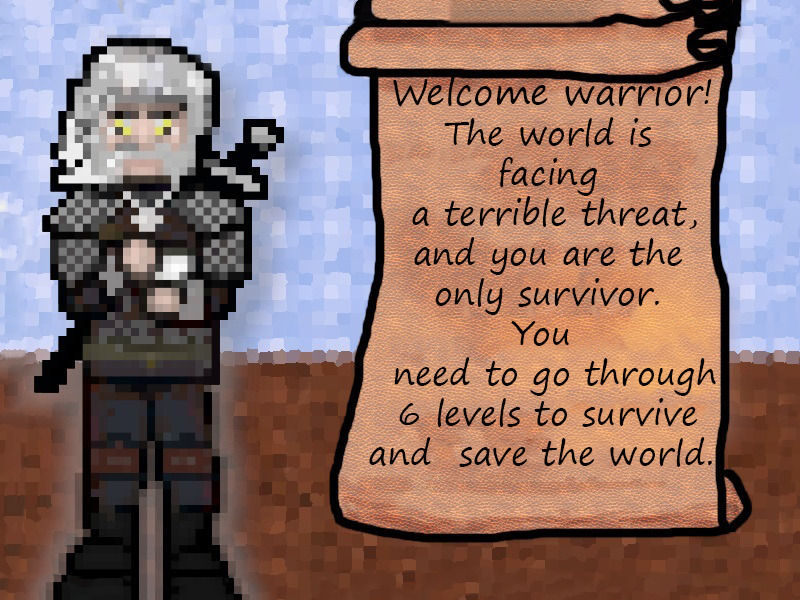 Welcome warrior!
The world is
facing
a terrible threat,
and you are the
only survivor.
You
need to go through
6 levels to survive
and save the world.